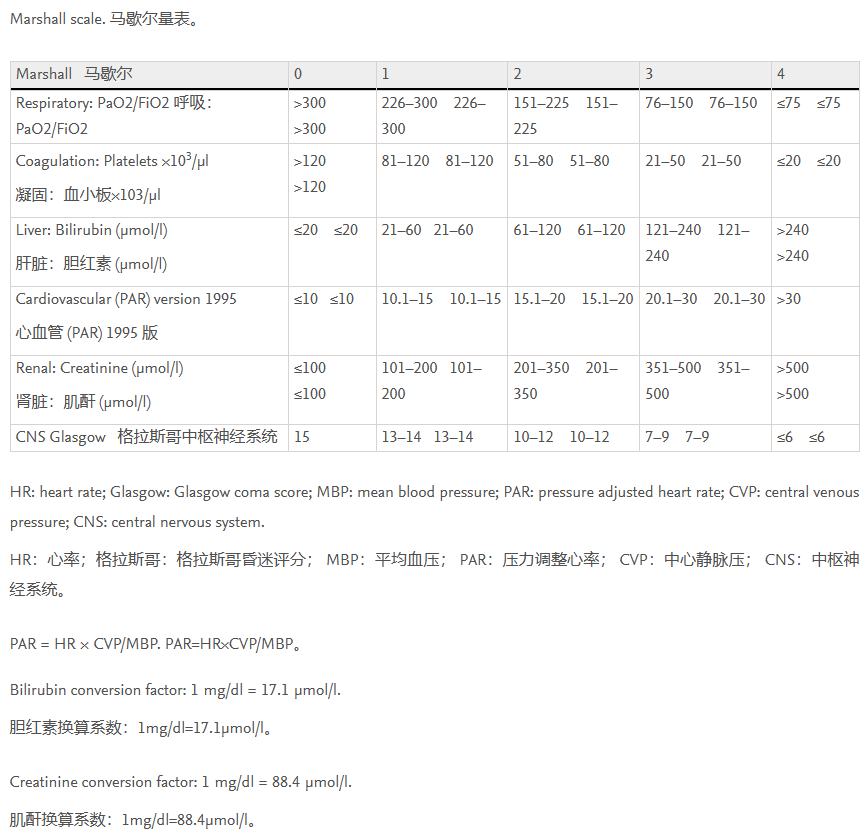 Marshall scale. 马歇尔量表。
Marshall 马歇尔 0 1 2 3 4
Respiratory: PaO2/FiO2 呼吸： >300 226–300 226– 151–225 151– 76–150 76–150 ≤75 ≤75
PaO2/FiO2 >300 300 225
Coagulation: Platelets ×10³/µl >120 81–120 81–120 51–80 51–80 21–50 21–50 ≤20 ≤20
凝固：血小板×103/µl >120
Liver: Bilirubin (µmol/l) ≤20 ≤20 21–60 21–60 61–120 61–120 121–240 121– >240
肝脏：胆红素 (µmol/l) 240 >240
Cardiovascular (PAR) version 1995 ≤10 ≤10 10.1–15 10.1–15 15.1–20 15.1–20 20.1–30 20.1–30 >30
心血管 (PAR) 1995 版
Renal: Creatinine (µmol/l) ≤100 101–200 101– 201–350 201– 351–500 351– >500
肾脏：肌酐 (µmol/l) ≤100 200 350 500 >500
CNS Glasgow 格拉斯哥中枢神经系统 15 13–14 13–14 10–12 10–12 7–9 7–9 ≤6 ≤6
HR: heart rate; Glasgow: Glasgow coma score; MBP: mean blood pressure; PAR: pressure adjusted heart rate; CVP: central venous
pressure; CNS: central nervous system.
HR：心率；格拉斯哥：格拉斯哥昏迷评分； MBP：平均血压； PAR：压力调整心率； CVP：中心静脉压； CNS：中枢神
经系统。
PAR = HR × CVP/MBP. PAR=HR×CVP/MBP。
Bilirubin conversion factor: 1 mg/dl = 17.1 µmol/l.
胆红素换算系数：1mg/dl=17.1µmol/l。
Creatinine conversion factor: 1 mg/dl = 88.4 µmol/l.
肌酐换算系数：1mg/dl=88.4µmol/l。